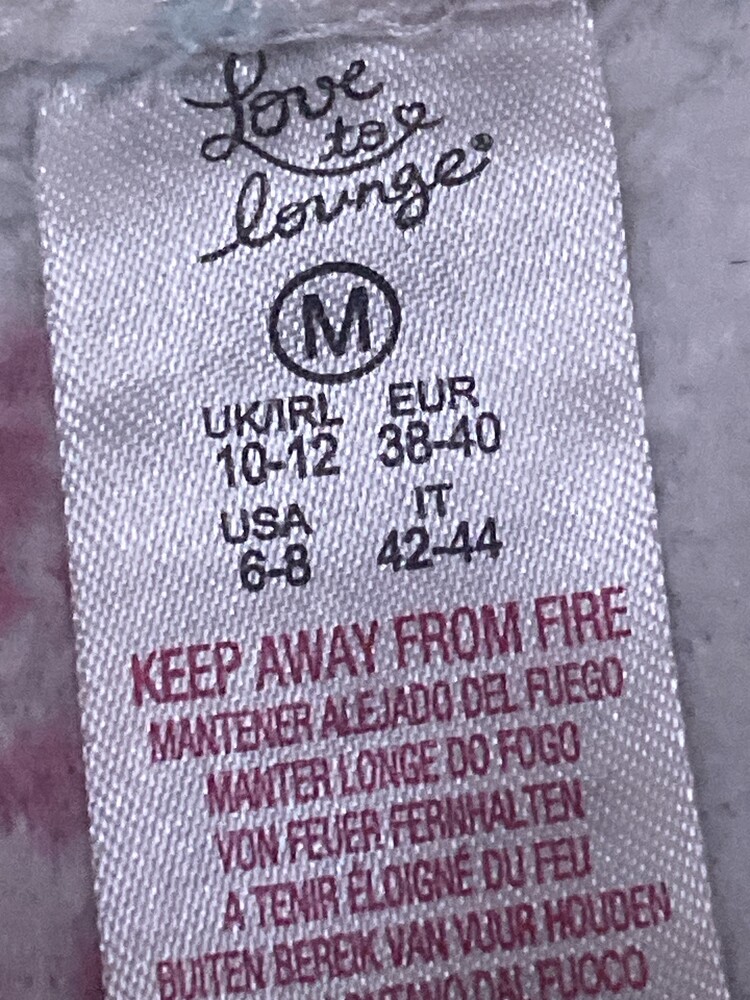 Love
to
lounge®
M
UK/IRL EUR
10-12 38-40
USA IT
6-8 42-44
KEEP AWAY FROM FIRE
MANTENER ALEJADO DEL FUEGO
MANTER LONGE DO FOGO
VON FEUER FERNHALTEN
A TENIR ÉLOIGNÉ DU FEU
BUITEN BEREIK VAN VUUR HOUDEN
DAL FUOCO